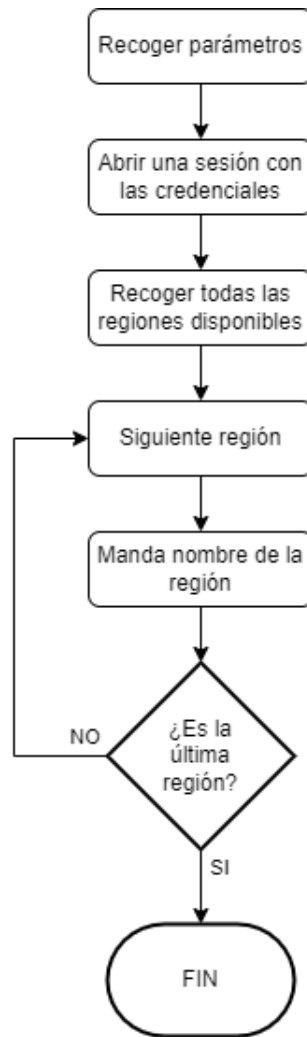 Recoger parámetros
Abrir una sesión con
las credenciales
Recoger todas las
regiones disponibles
Siguiente región
Manda nombre de la
región
¿Es la
última
región?
NO
SI
FIN